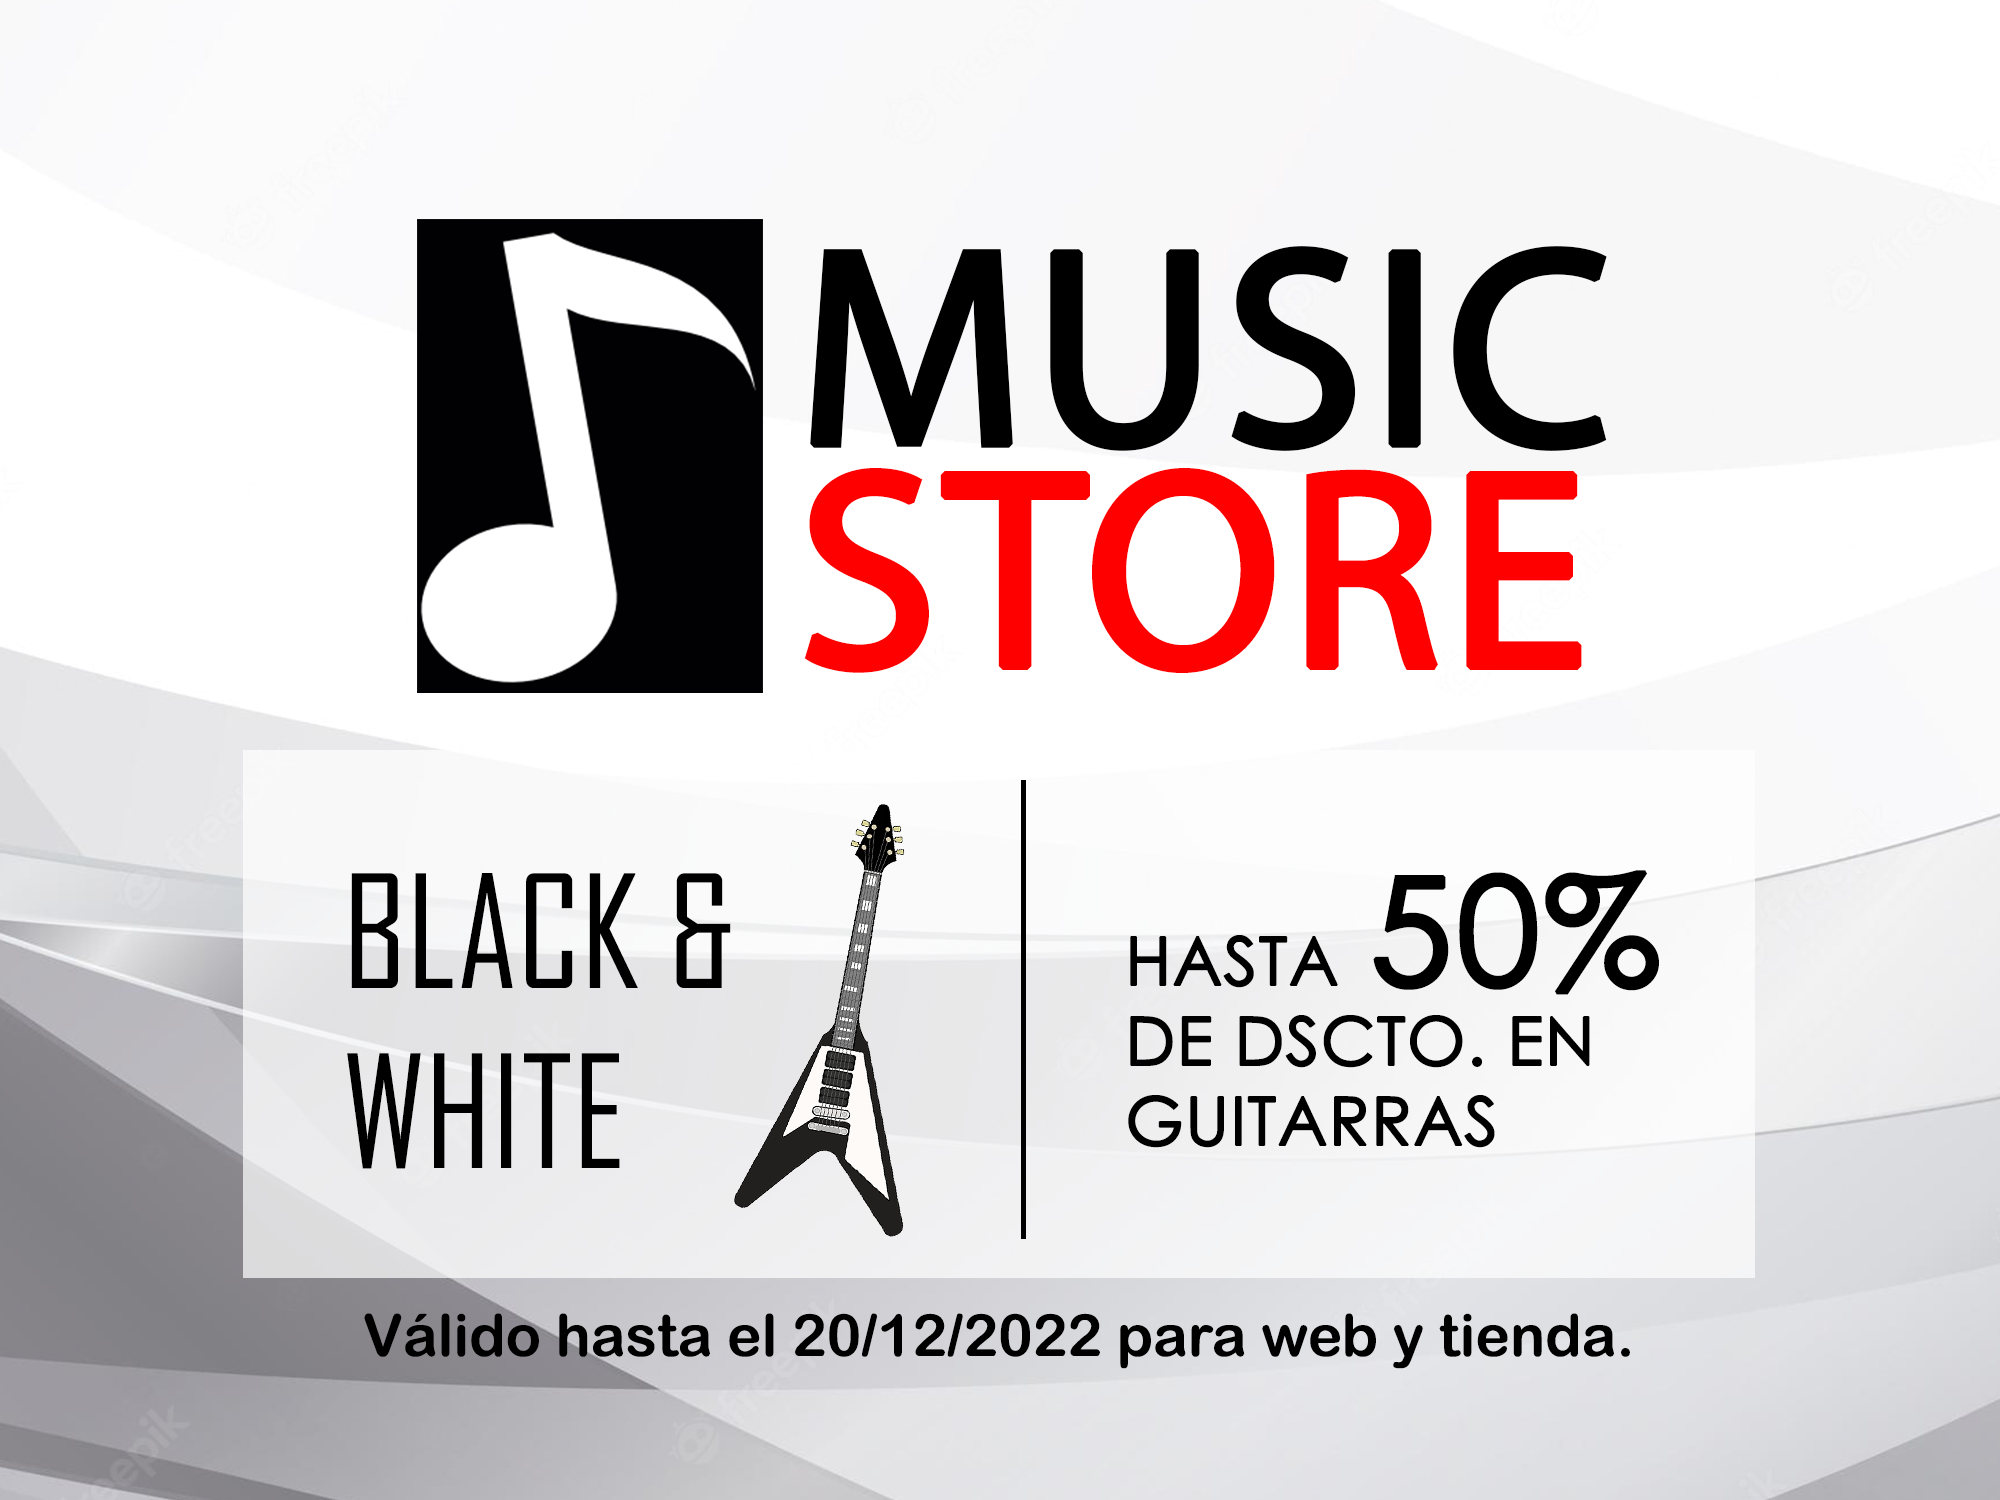 MUSIC
STORE
BLACK &
WHITE
HASTA 50%
DE DSCTO. EN
GUITARRAS
Válido hasta el 20/12/2022 para web y tienda.